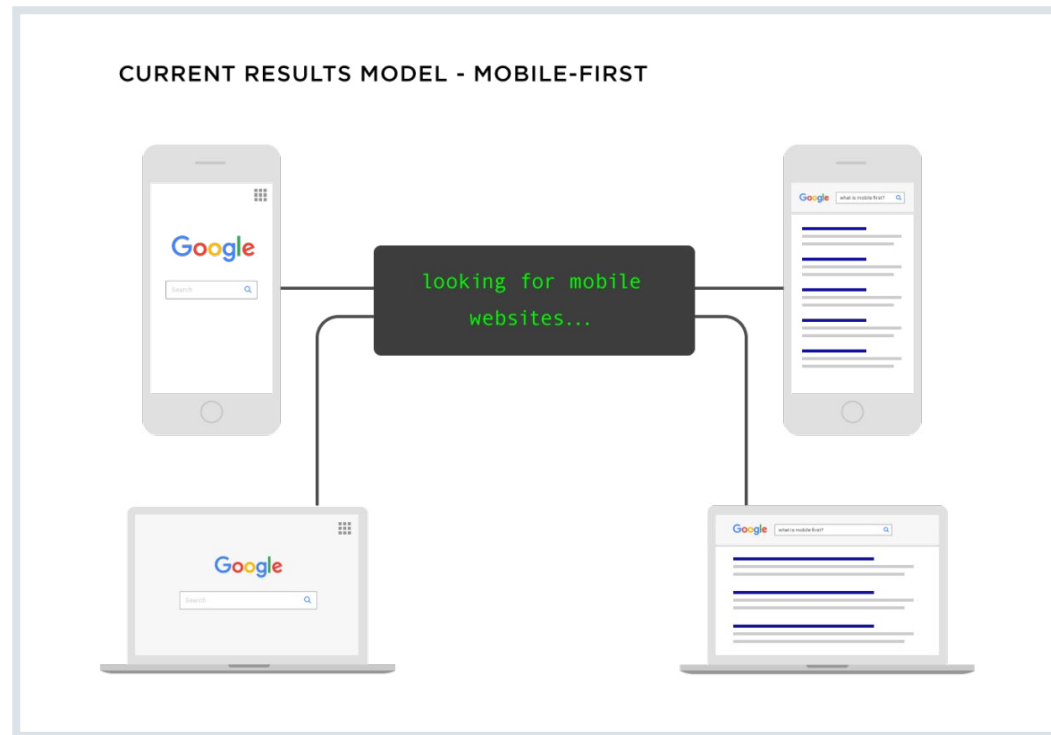 CURRENT RESULTS MODEL - MOBILE-FIRST
Google
Search
looking for mobile
websites...
Google
what is mobile first?
Google
Search
Google
what is mobile first?